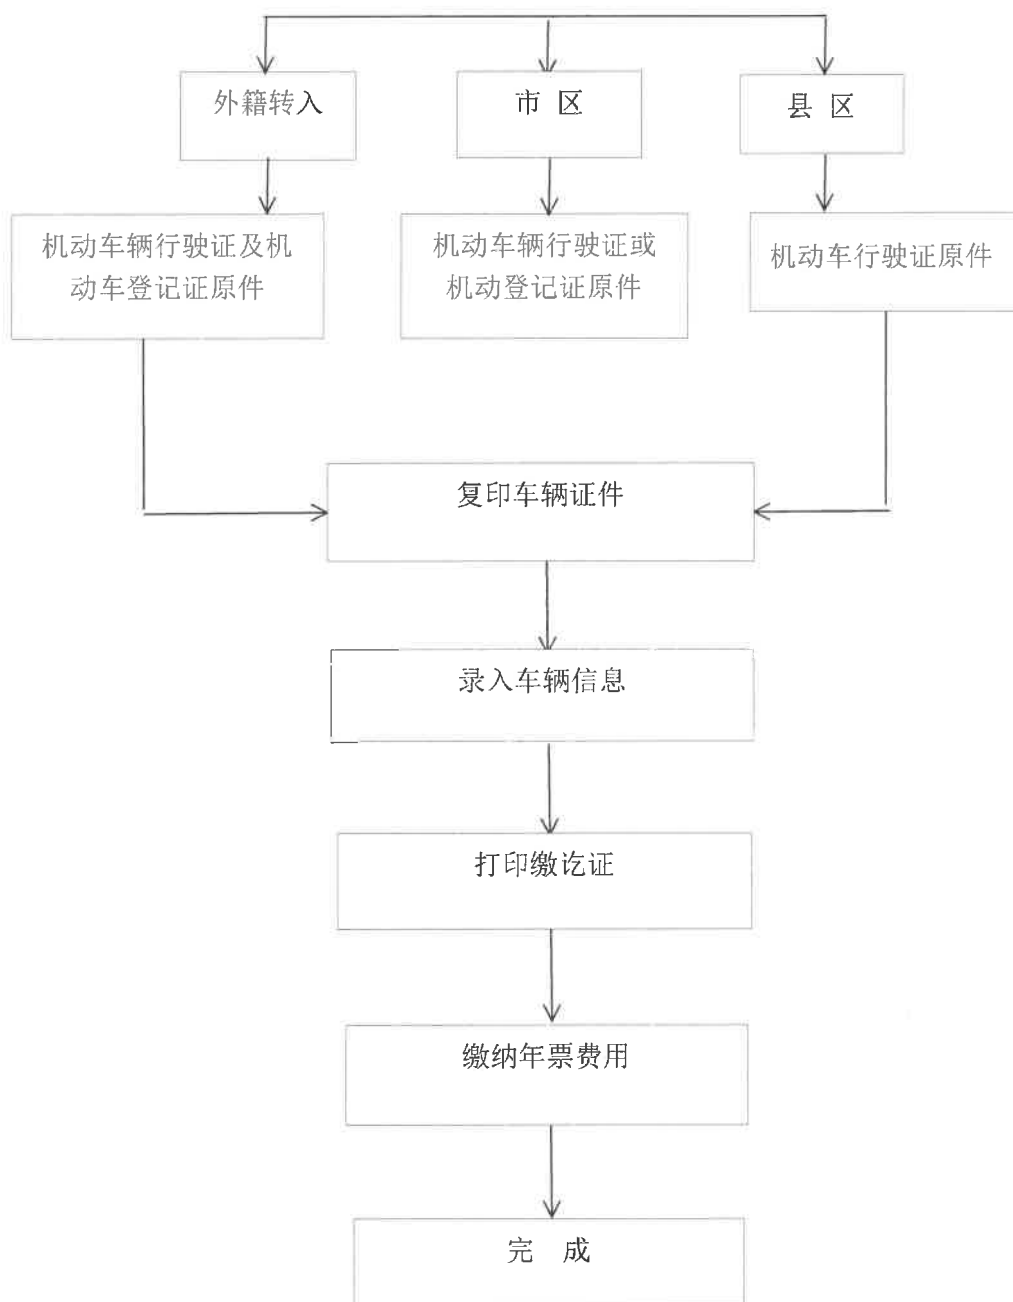 外籍转入
市 区
县 区
机动车辆行驶证及机
动车登记证原件
机动车辆行驶证或
机动登记证原件
机动车行驶证原件
复印车辆证件
录入车辆信息
打印缴讫证
缴纳年票费用
完 成